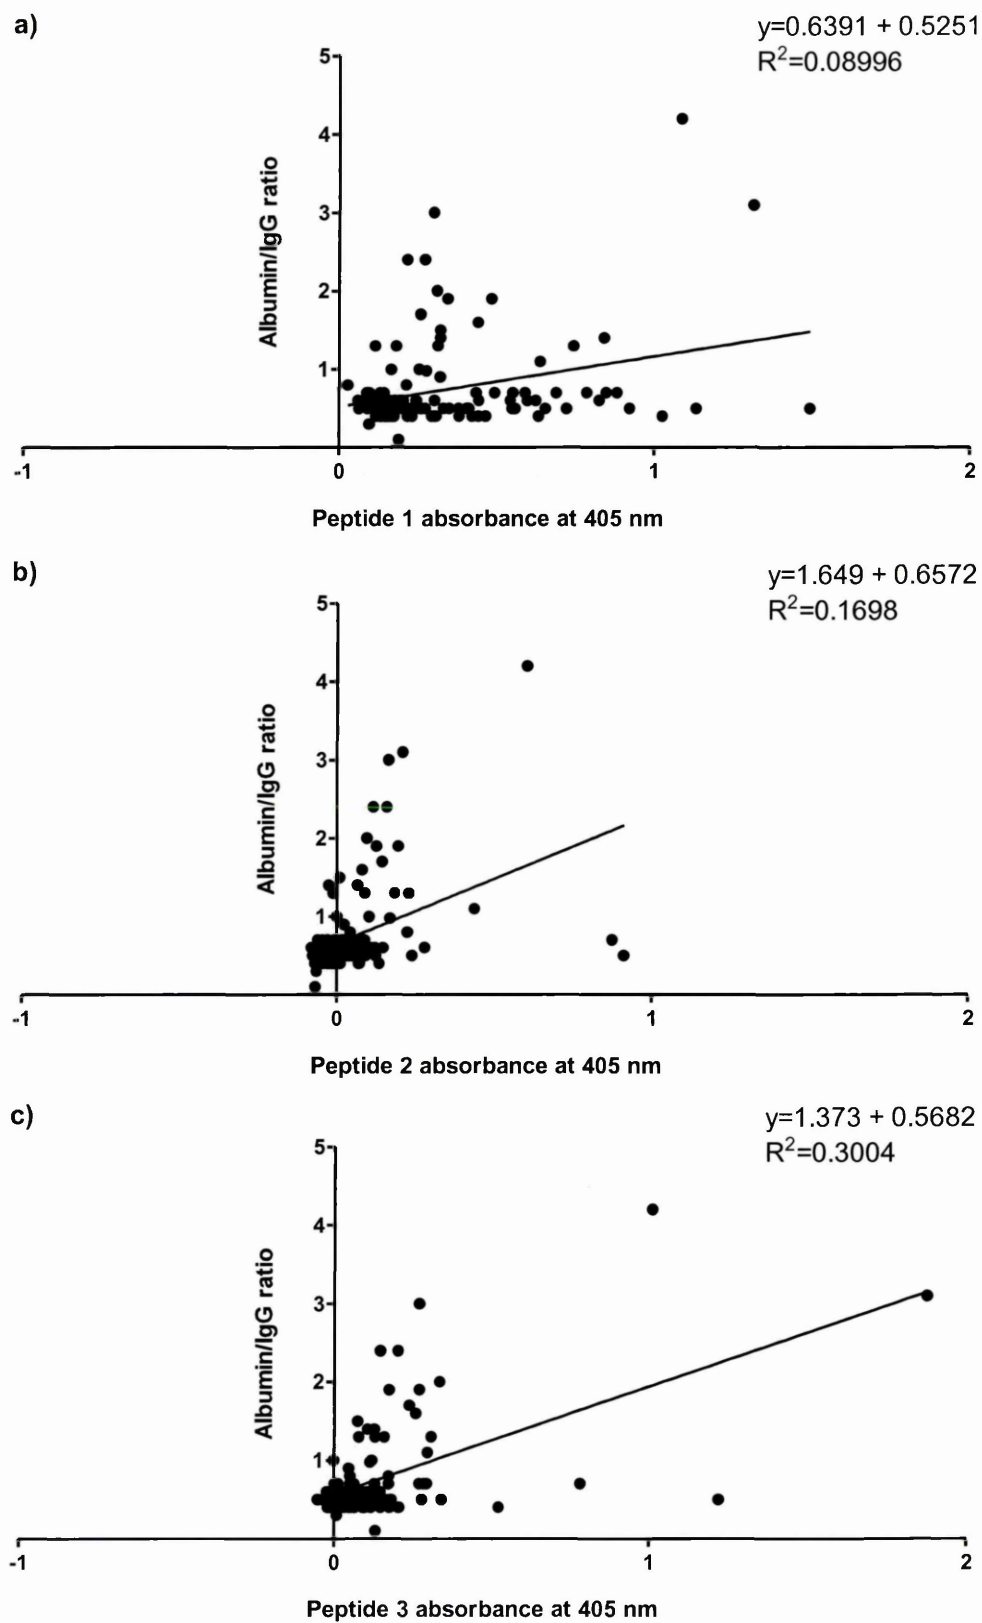 a)
y=0.6391 + 0.5251
R²=0.08996
5
4
3
2
1
Albumin/IgG ratio
-1 0 1 2
Peptide 1 absorbance at 405 nm
b)
y=1.649 + 0.6572
R²=0.1698
5
4
3
2
1
Albumin/IgG ratio
-1 0 1 2
Peptide 2 absorbance at 405 nm
c)
y=1.373 + 0.5682
R²=0.3004
5
4
3
2
1
Albumin/IgG ratio
-1 0 1 2
Peptide 3 absorbance at 405 nm